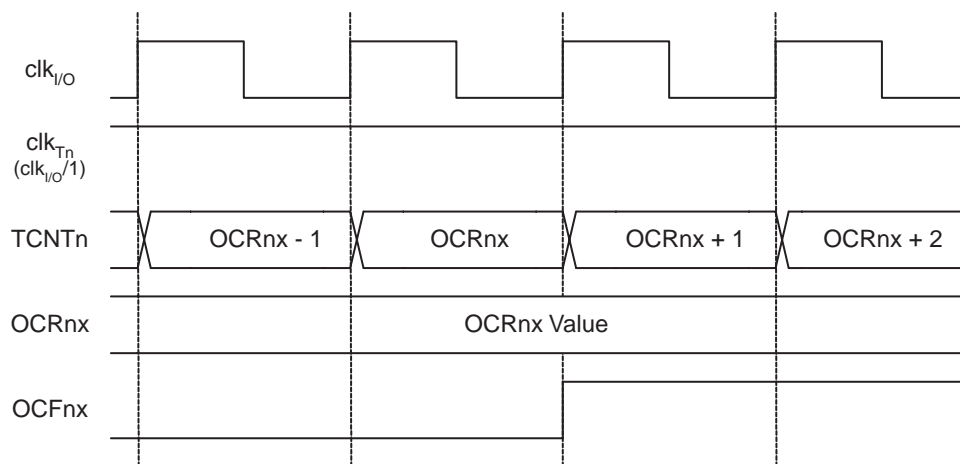 clkI/O
clkTn
(clkI/O/1)
TCNTn OCRnx - 1 OCRnx OCRnx + 1 OCRnx + 2
OCRnx OCRnx Value
OCFnx